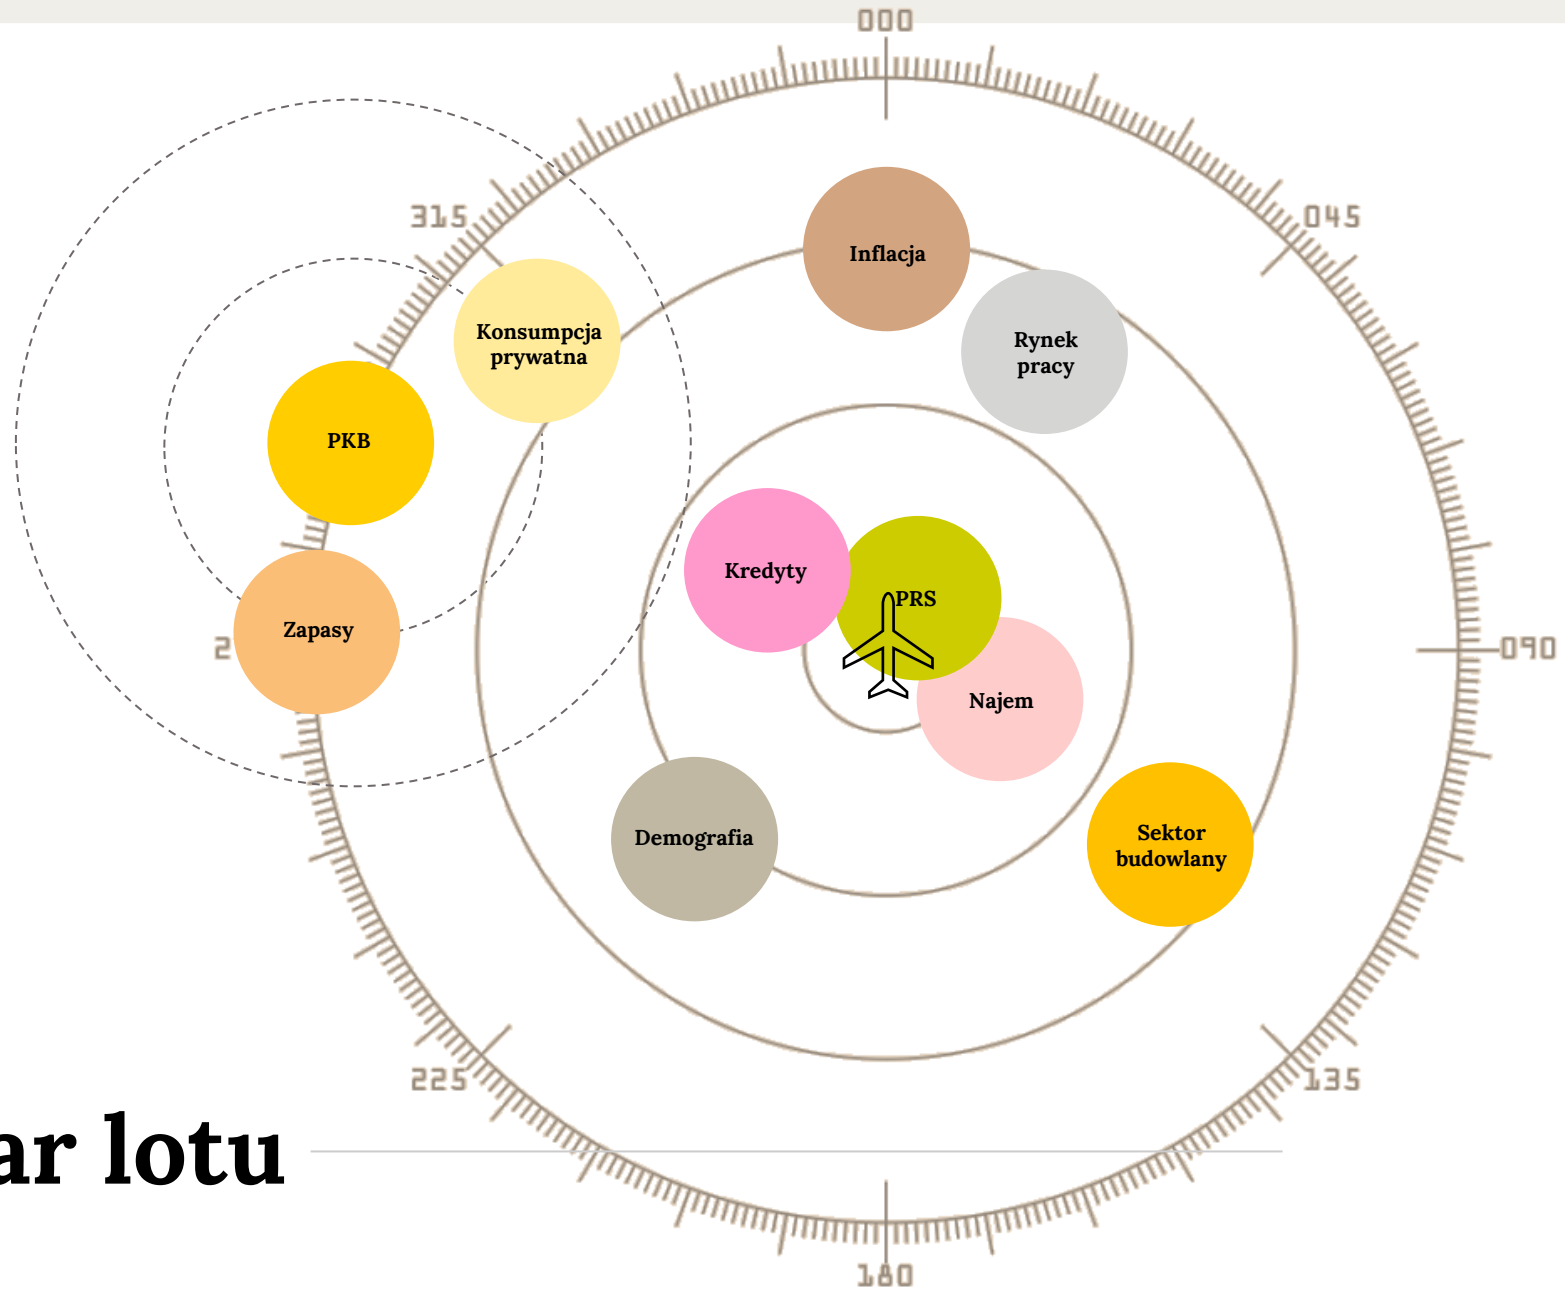 000
315
045
Inflacja
Konsumpcja
prywatna
Rynek
pracy
PKB
Kredyty
PRS
Zapasy
2
090
Najem
Demografia
Sektor
budowlany
225
135
ar lotu
180